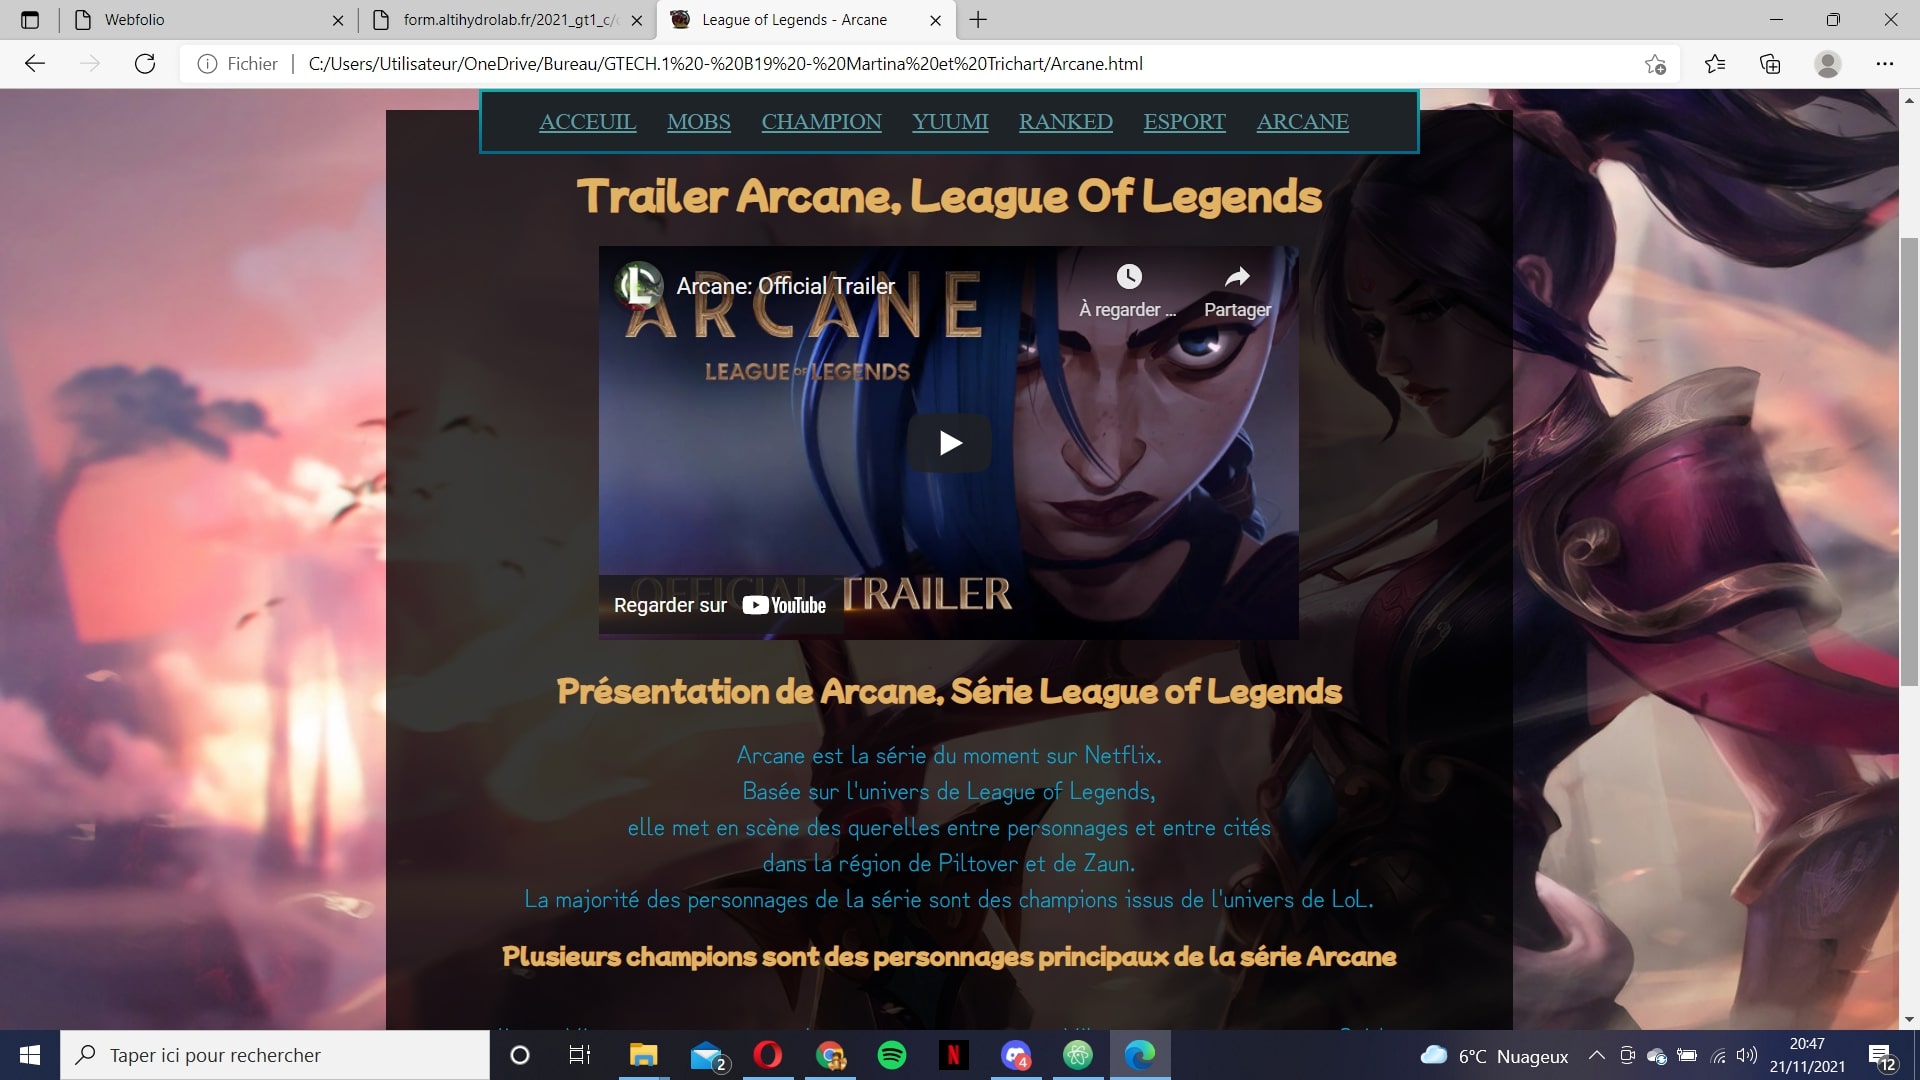 Webfolio
form.altihydrolab.fr/2021_gt1_c/
League of Legends - Arcane
Fichier
C:/Users/Utilisateur/OneDrive/Bureau/GTECH.1%20-%20B19%20-%20Martina%20et%20Trichart/Arcane.html
ACCEUIL MOBS CHAMPION YUUMI RANKED ESPORT ARCANE
Trailer Arcane, League Of Legends
Arcane: Official Trailer
À regarder ...
Partager
ARCANE
LEAGUE OF LEGENDS
OFFICIAL TRAILER
Regarder sur YouTube
Présentation de Arcane, Série League of Legends
Arcane est la série du moment sur Netflix.
Basée sur l'univers de League of Legends,
elle met en scène des querelles entre personnages et entre cités
dans la région de Piltover et de Zaun.
La majorité des personnages de la série sont des champions issus de l'univers de LoL.
Plusieurs champions sont des personnages principaux de la série Arcane
Taper ici pour rechercher
2
4
6°C Nuageux
20:47
21/11/2021
12